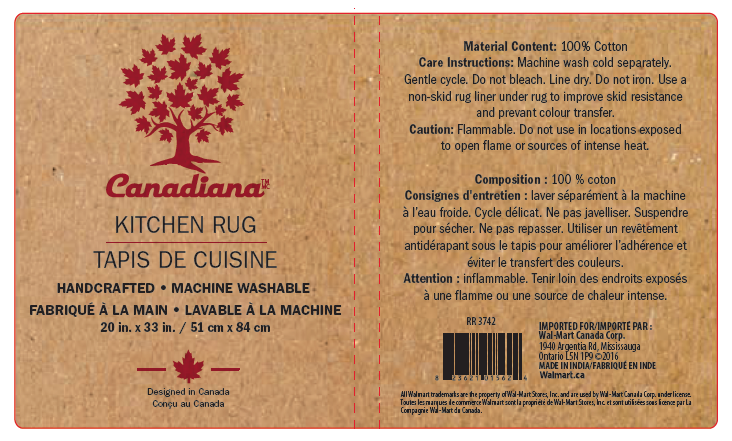 Canadiana TM MC
KITCHEN RUG
TAPIS DE CUISINE
HANDCRAFTED • MACHINE WASHABLE
FABRIQUÉ À LA MAIN • LAVABLE À LA MACHINE
20 in. x 33 in. / 51 cm x 84 cm
Designed in Canada
Conçu au Canada
Material Content: 100% Cotton
Care Instructions: Machine wash cold separately.
Gentle cycle. Do not bleach. Line dry. Do not iron. Use a
non-skid rug liner under rug to improve skid resistance
and prevant colour transfer.
Caution: Flammable. Do not use in locations exposed
to open flame or sources of intense heat.
Composition : 100 % coton
Consignes d'entretien : laver séparément à la machine
à l'eau froide. Cycle délicat. Ne pas javelliser. Suspendre
pour sécher. Ne pas repasser. Utiliser un revêtement
antidérapant sous le tapis pour améliorer l'adhérence et
éviter le transfert des couleurs.
Attention : inflammable. Tenir loin des endroits exposés
à une flamme ou une source de chaleur intense.
RR 3742
8 23621 01562 4
IMPORTED FOR/IMPORTÉ PAR :
Wal-Mart Canada Corp.
1940 Argentia Rd, Mississauga
Ontario L5N 1P9 ©2016
MADE IN INDIA/FABRIQUÉ EN INDE
Walmart.ca
All Walmart trademarks are the property of Wal-Mart Stores, Inc. and are used by Wal-Mart Canada Corp. under license.
Toutes les marques de commerce Walmart sont la propriété de Wal-Mart Stores, Inc. et sont utilisées sous licence par La
Compagnie Wal-Mart du Canada.